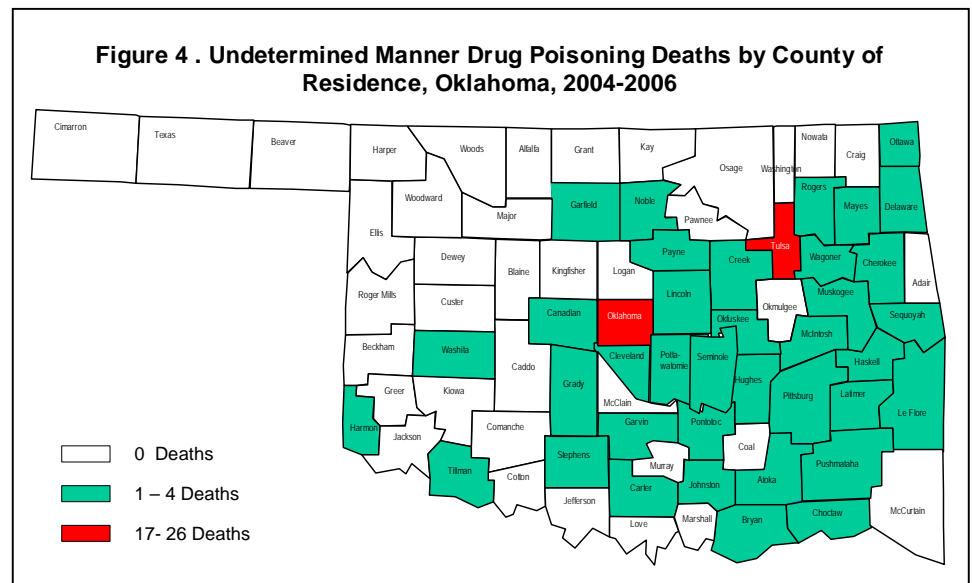 Figure 4 . Undetermined Manner Drug Poisoning Deaths by County of
Residence, Oklahoma, 2004-2006
Cimarron
Texas
Beaver
Harper
Woods
Alfalfa
Grant
Kay
Osage
Washington
Nowata
Craig
Ottawa
Woodward
Major
Garfield
Noble
Pawnee
Rogers
Mayes
Delaware
Ellis
Dewey
Blaine
Kingfisher
Logan
Payne
Creek
Tulsa
Wagoner
Cherokee
Adair
Roger Mills
Custer
Canadian
Oklahoma
Lincoln
Okfuskee
Okmulgee
Muskogee
Sequoyah
Beckham
Washita
Caddo
Grady
Cleveland
Potta-
watomie
Seminole
McIntosh
Haskell
Greer
Kiowa
McClain
Hughes
Pittsburg
Latimer
Le Flore
Harmon
Jackson
Comanche
Garvin
Pontotoc
Coal
Tillman
Cotton
Stephens
Murray
Carter
Johnston
Atoka
Pushmataha
Jefferson
Love
Marshall
Bryan
Choctaw
McCurtain
0 Deaths
1 – 4 Deaths
17- 26 Deaths